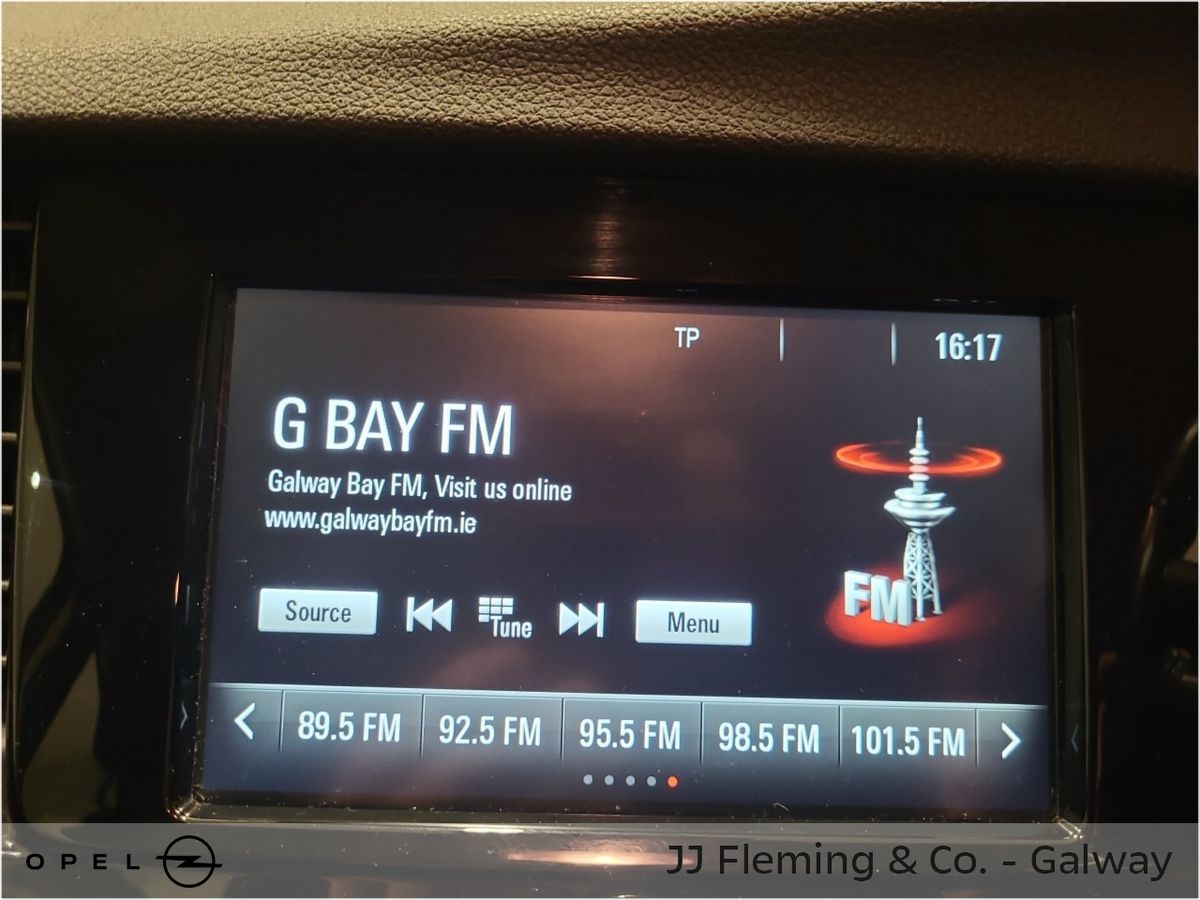 TP
16:17
G BAY FM
Galway Bay FM, Visit us online
www.galwaybayfm.ie
FM
Source
Tune
Menu
89.5 FM
92.5 FM
95.5 FM
98.5 FM
101.5 FM
OPEL
JJ Fleming & Co. - Galway